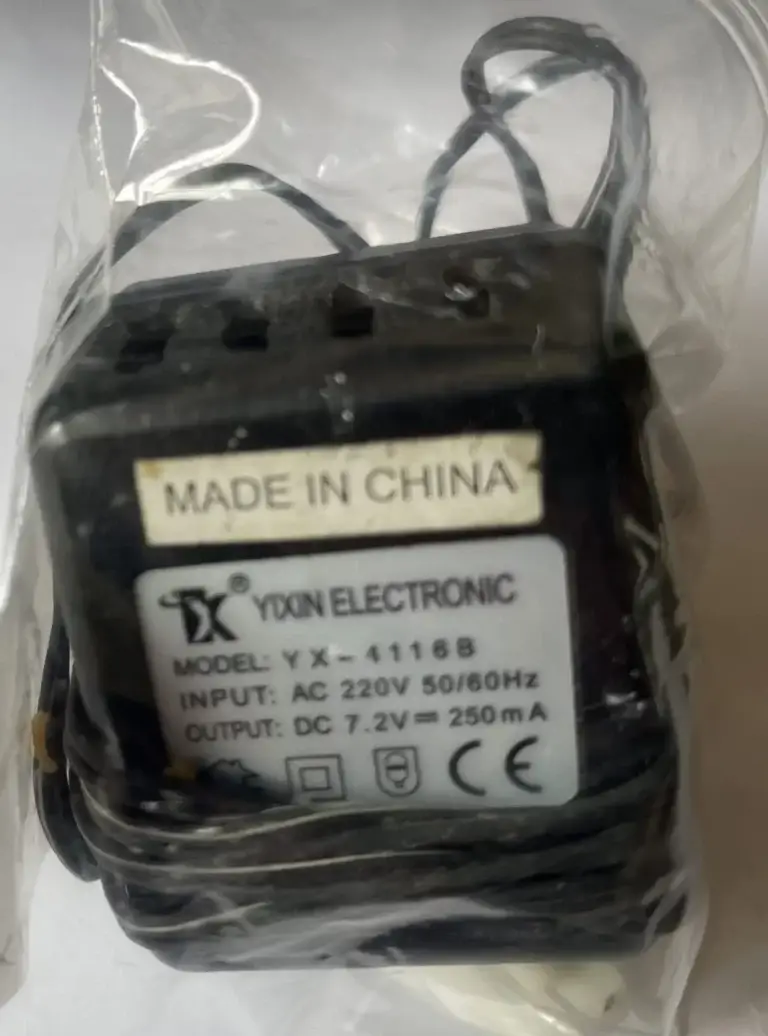 MADE IN CHINA
TX® YIXIN ELECTRONIC
MODEL: YX-4116B
INPUT: AC 220V 50/60Hz
OUTPUT: DC 7.2V⎓250mA
CE